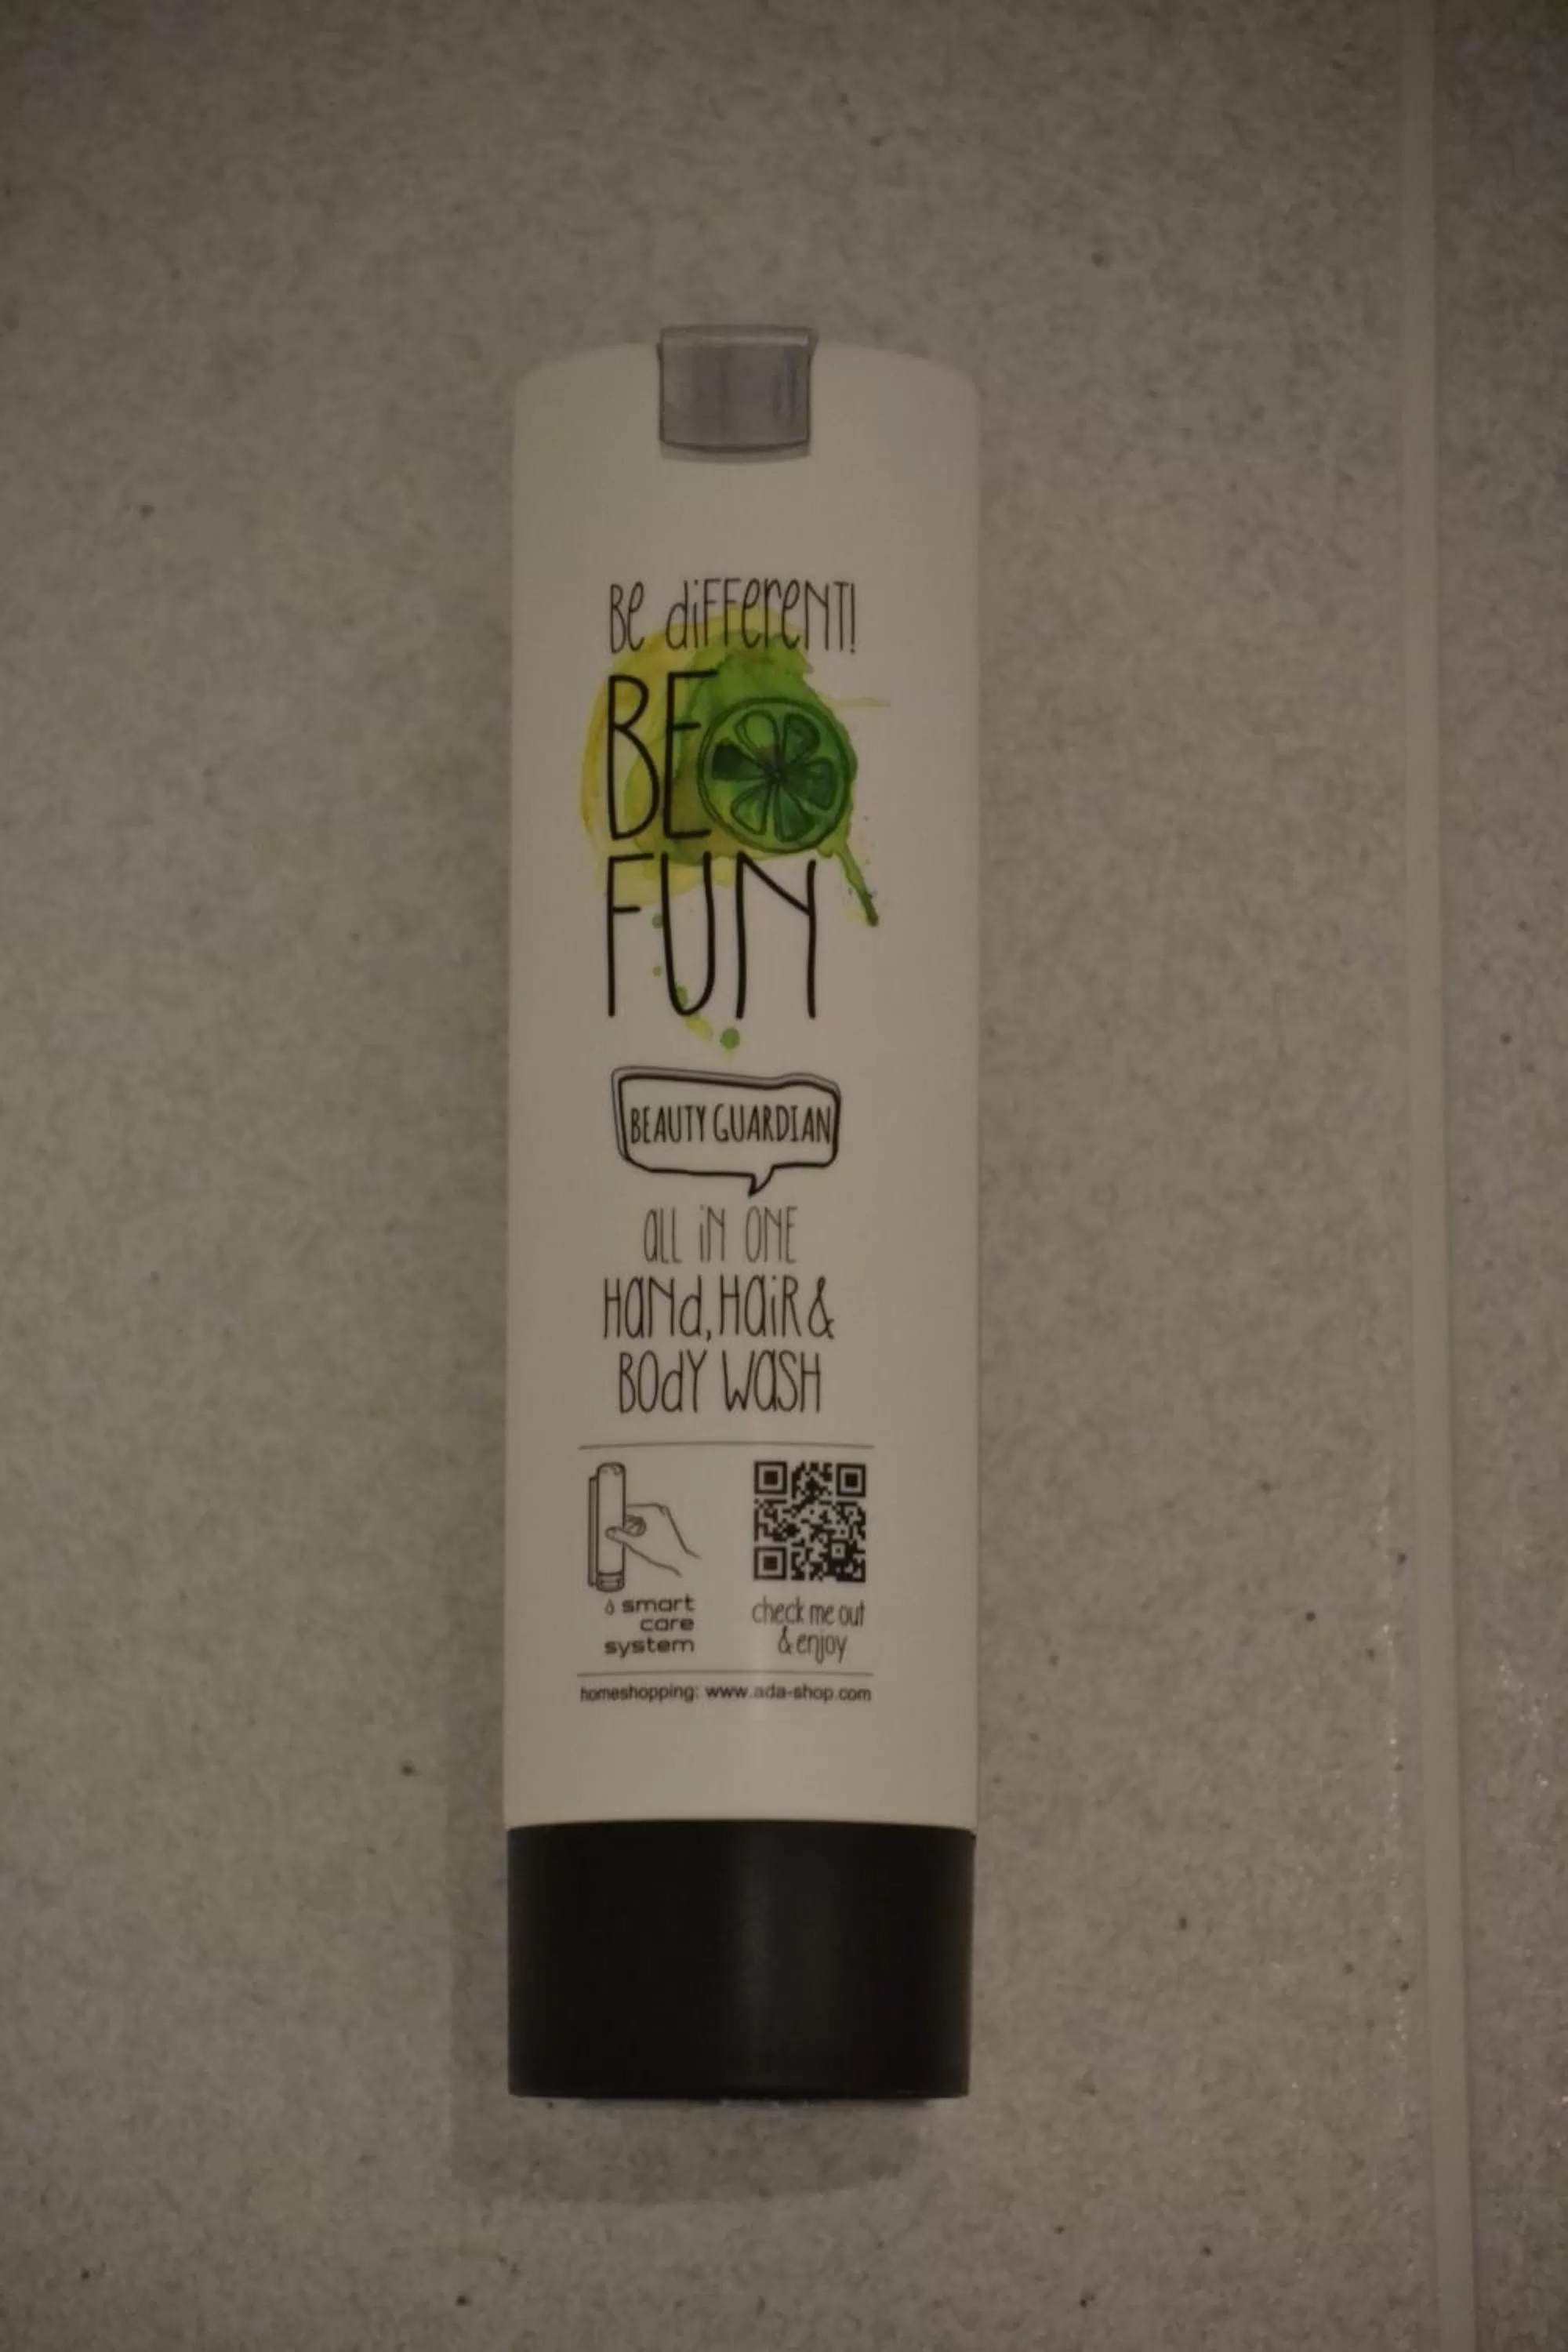 Be different!
BE
FUN
BEAUTY GUARDIAN
all in one
Hand, Hair &
Body Wash
smart
care
system
check me out
& enjoy
homeshopping: www.ada-shop.com